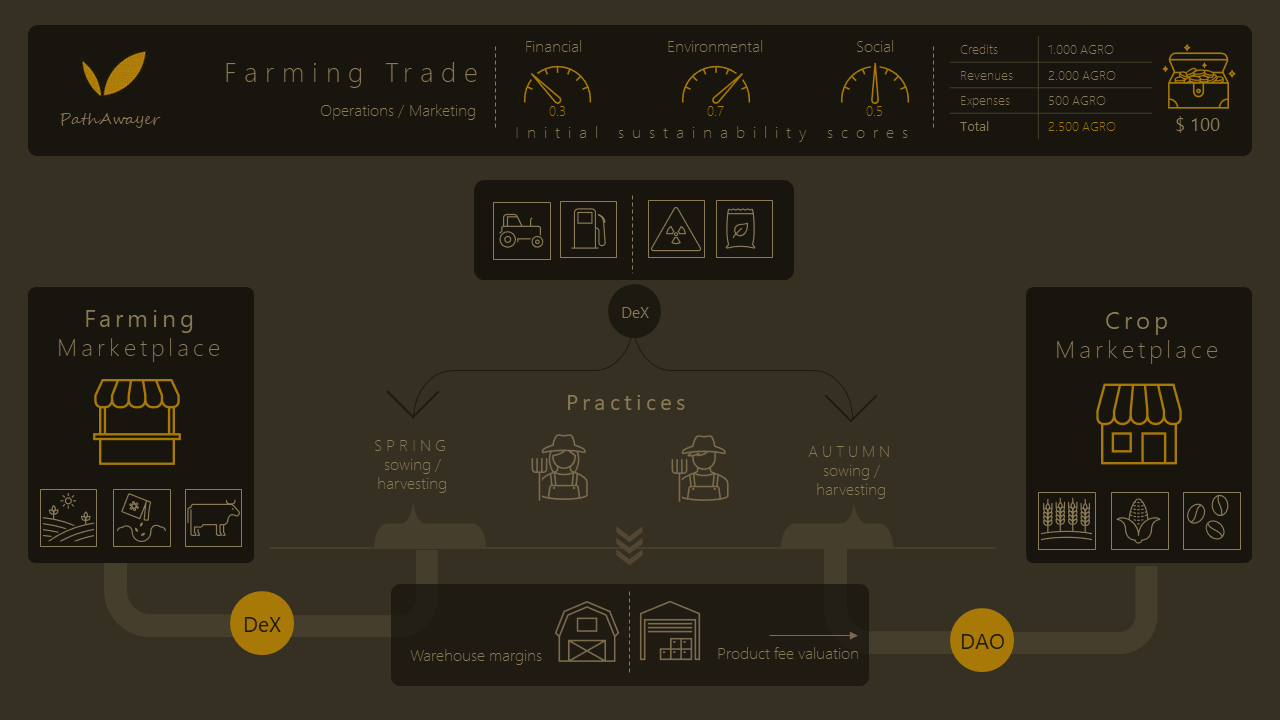 PathAwayer
Farming Trade
Operations / Marketing
Financial
Environmental
Social
0.3
0.7
0.5
Initial sustainability scores
Credits 1.000 AGRO
Revenues 2.000 AGRO
Expenses 500 AGRO
Total 2.500 AGRO
$ 100
DeX
Farming
Marketplace
Crop
Marketplace
Practices
SPRING
sowing /
harvesting
AUTUMN
sowing /
harvesting
DeX
Warehouse margins
Product fee valuation
DAO